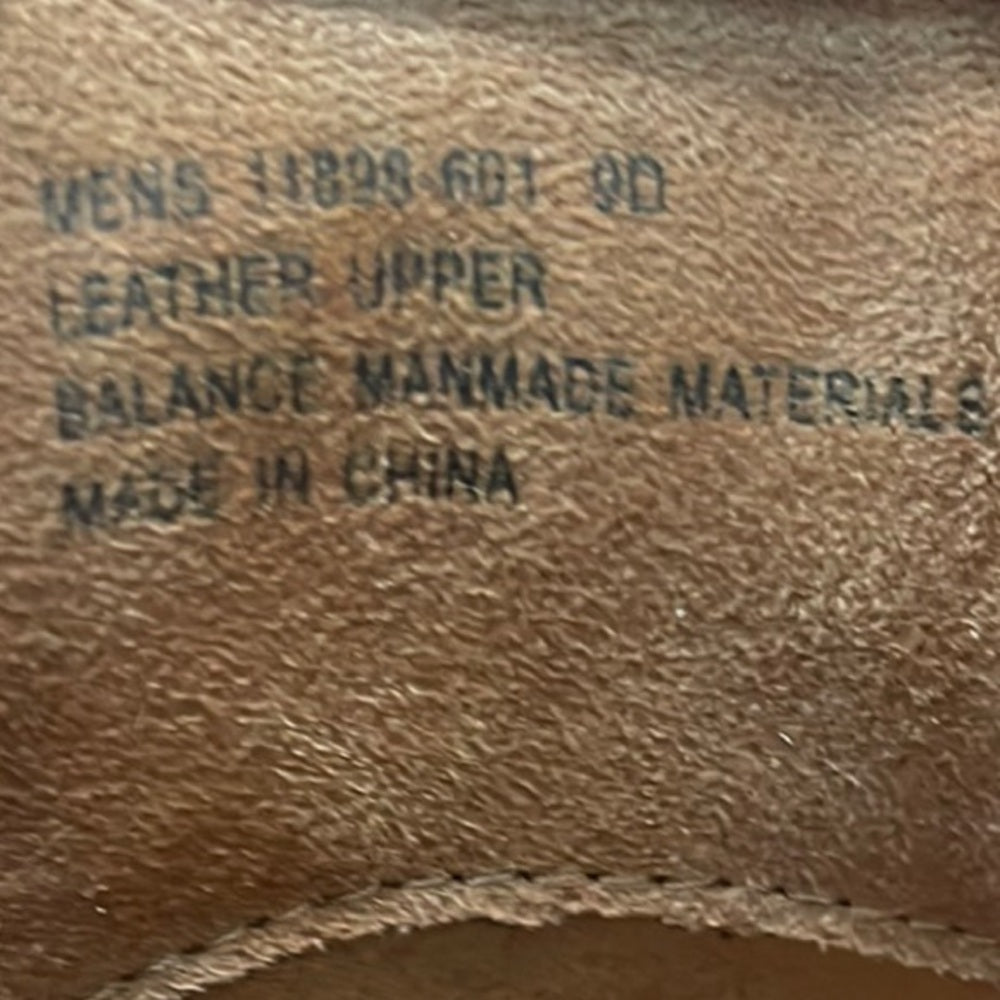 MENS 11898-601 9D
LEATHER UPPER
BALANCE MANMADE MATERIALS
MADE IN CHINA